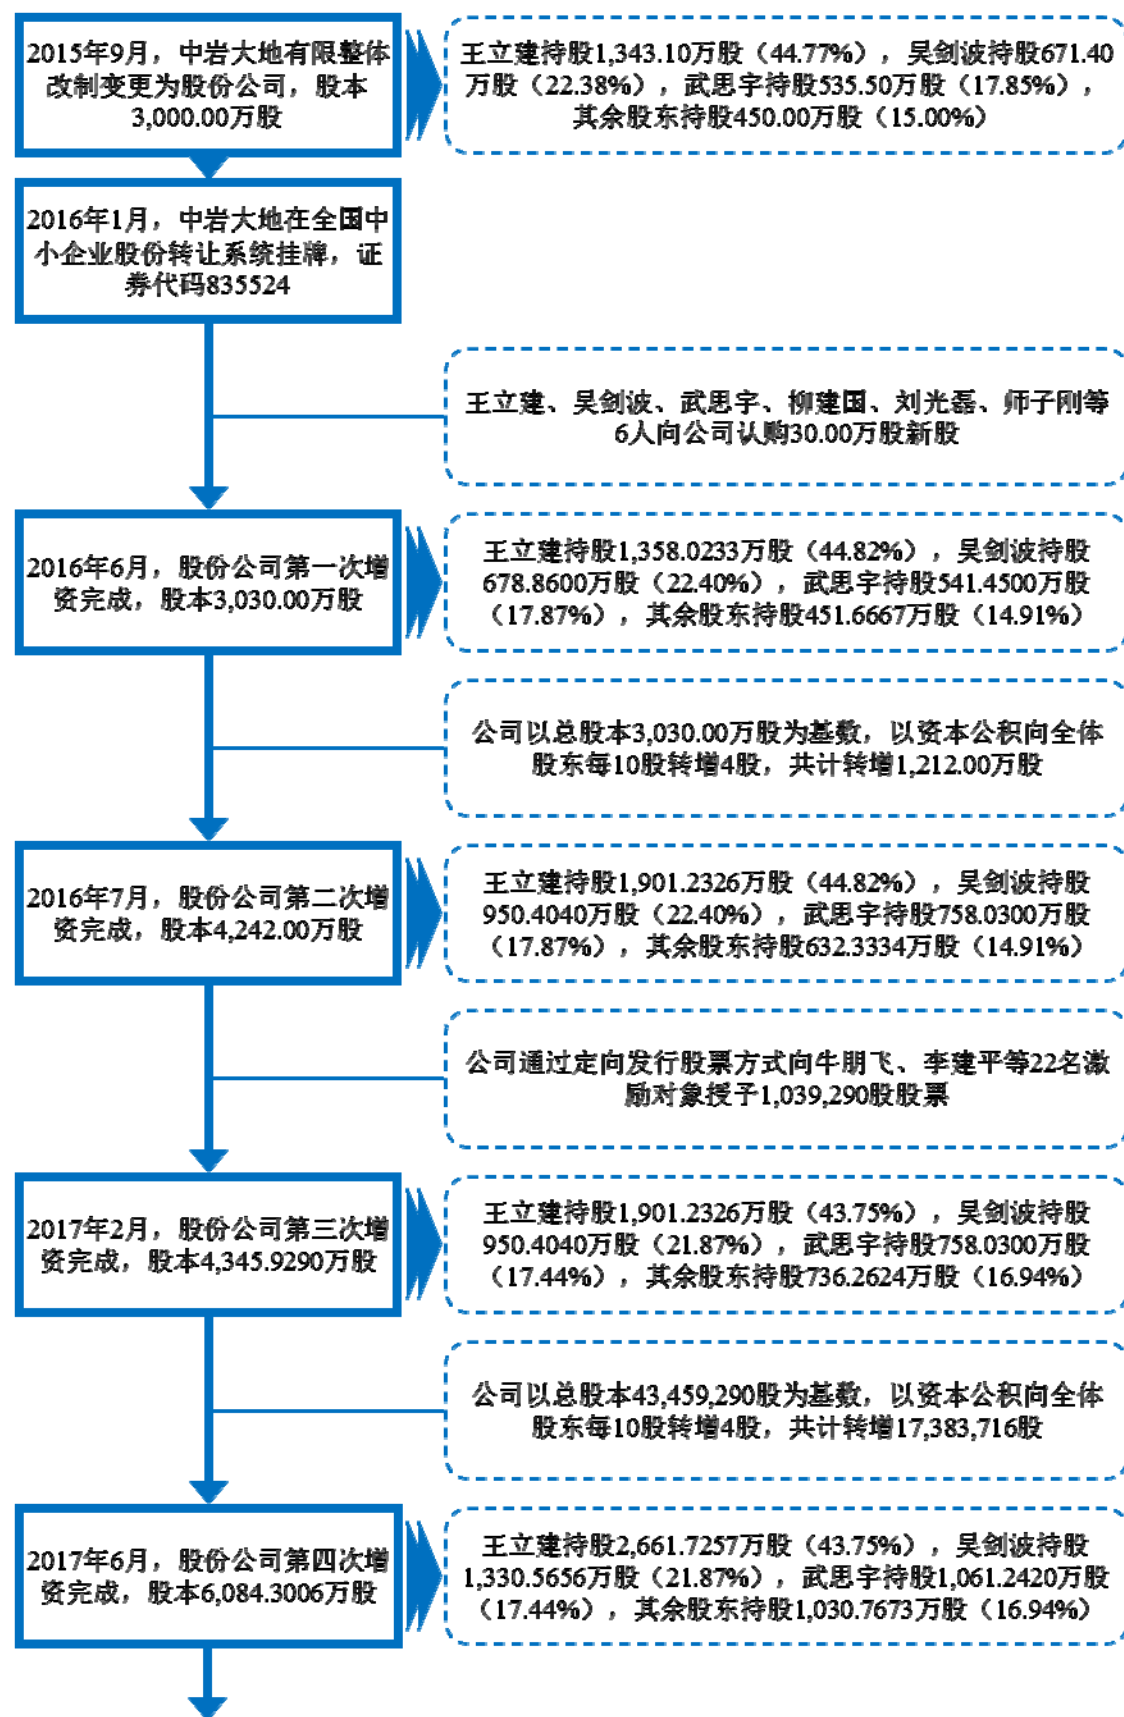 2015年9月，中岩大地有限整体
改制变更为股份公司，股本
3,000.00万股
王立建持股1,343.10万股（44.77%），吴剑波持股671.40
万股（22.38%），武思宇持股535.50万股（17.85%），
其余股东持股450.00万股（15.00%）
2016年1月，中岩大地在全国中
小企业股份转让系统挂牌，证
券代码835524
王立建、吴剑波、武思宇、柳建国、刘光磊、师子刚等
6人向公司认购30.00万股新股
2016年6月，股份公司第一次增
资完成，股本3,030.00万股
王立建持股1,358.0233万股（44.82%），吴剑波持股
678.8600万股（22.40%），武思宇持股541.4500万股
（17.87%），其余股东持股451.6667万股（14.91%）
公司以总股本3,030.00万股为基数，以资本公积向全体
股东每10股转增4股，共计转增1,212.00万股
2016年7月，股份公司第二次增
资完成，股本4,242.00万股
王立建持股1,901.2326万股（44.82%），吴剑波持股
950.4040万股（22.40%），武思宇持股758.0300万股
（17.87%），其余股东持股632.3334万股（14.91%）
公司通过定向发行股票方式向牛朋飞、李建平等22名激
励对象授予1,039,290股股票
2017年2月，股份公司第三次增
资完成，股本4,345.9290万股
王立建持股1,901.2326万股（43.75%），吴剑波持股
950.4040万股（21.87%），武思宇持股758.0300万股
（17.44%），其余股东持股736.2624万股（16.94%）
公司以总股本43,459,290股为基数，以资本公积向全体
股东每10股转增4股，共计转增17,383,716股
2017年6月，股份公司第四次增
资完成，股本6,084.3006万股
王立建持股2,661.7257万股（43.75%），吴剑波持股
1,330.5656万股（21.87%），武思宇持股1,061.2420万股
（17.44%），其余股东持股1,030.7673万股（16.94%）